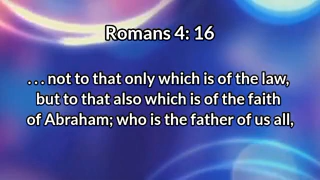 Romans 4: 16
. . . not to that only which is of the law,
but to that also which is of the faith
of Abraham; who is the father of us all,